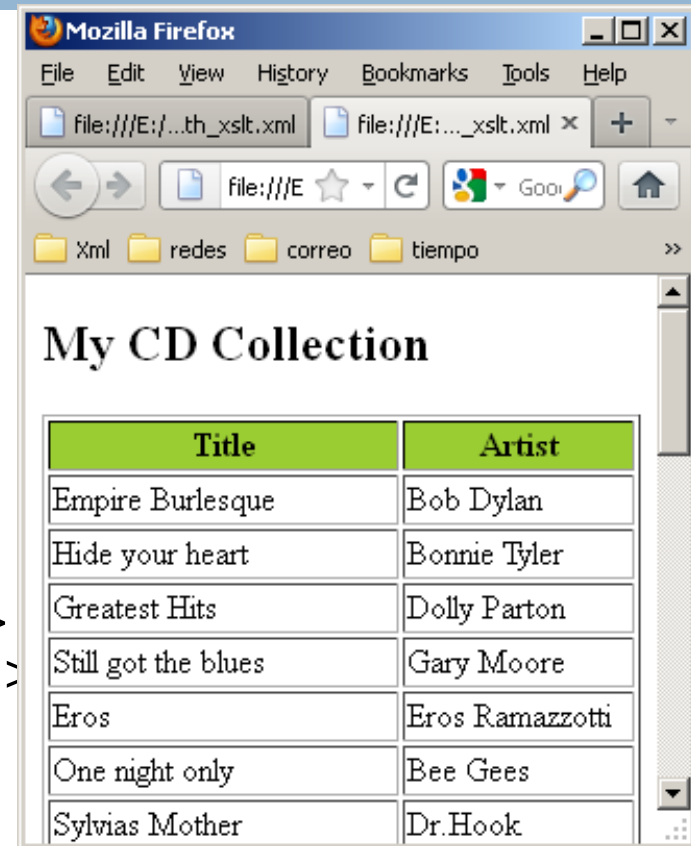 Mozilla Firefox
File Edit View History Bookmarks Tools Help
file:///E:/...th_xslt.xml file:///E:..._xslt.xml × +
file:///E Goo
Xml redes correo tiempo »
My CD Collection
Title Artist
Empire Burlesque Bob Dylan
Hide your heart Bonnie Tyler
Greatest Hits Dolly Parton
>
Still got the blues Gary Moore
>
Eros Eros Ramazzotti
One night only Bee Gees
Sylvias Mother Dr.Hook